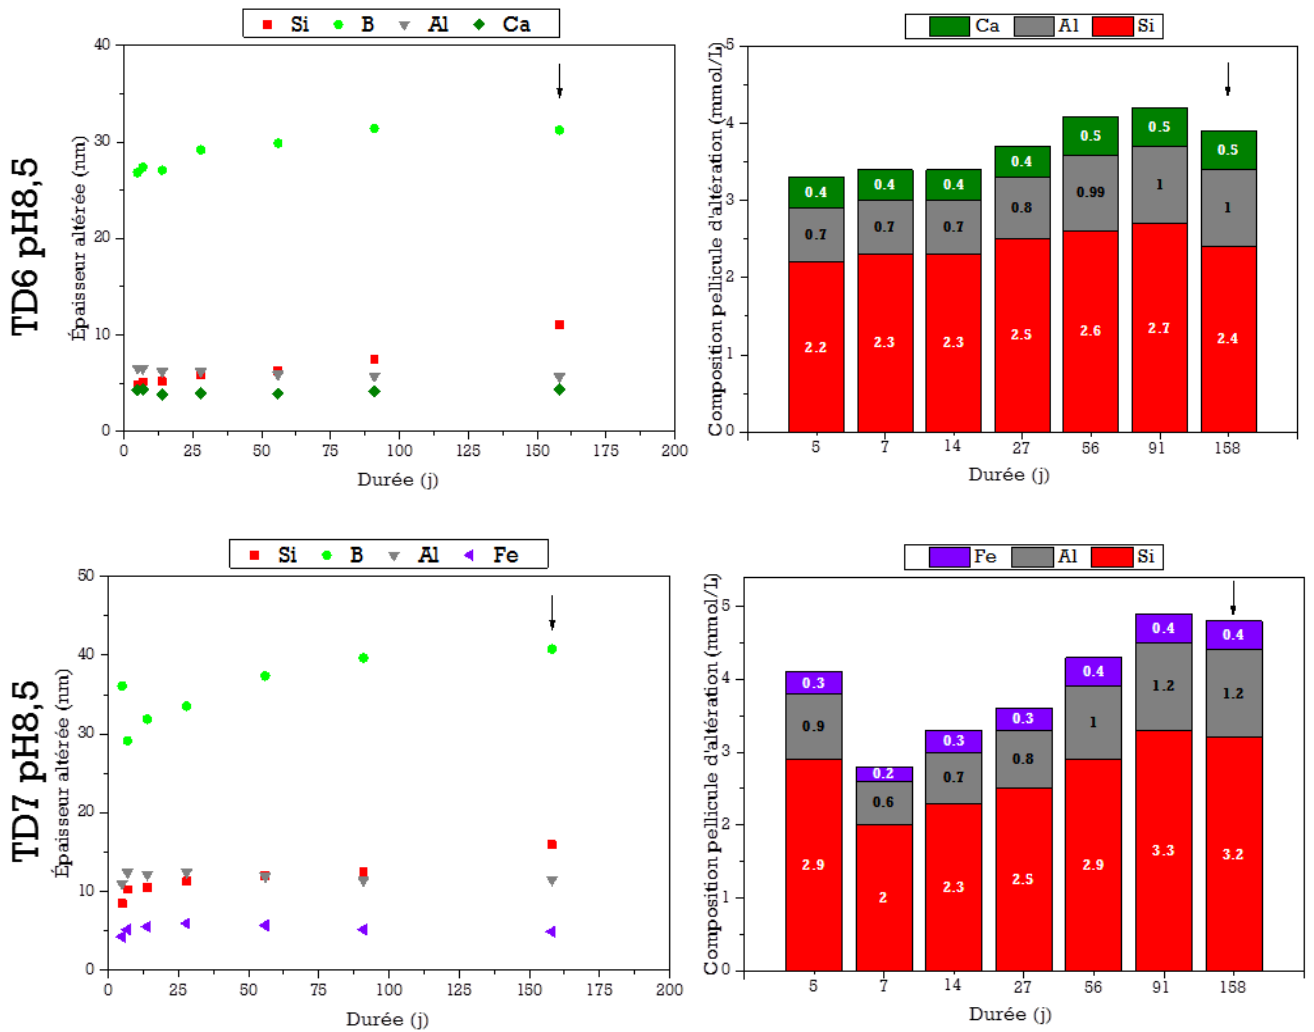 Si B Al Ca
TD6 pH8,5
Épaisseur altérée (nm)
40
30
20
10
0
0 25 50 75 100 125 150 175 200
Durée (j)
Ca Al Si
Composition pellicule d'altération (mmol/L)
5
4
3
2
1
0
0.4 0.4 0.4 0.4 0.5 0.5 0.5
0.7 0.7 0.7 0.8 0.99 1 1
2.2 2.3 2.3 2.5 2.6 2.7 2.4
5 7 14 27 56 91 158
Durée (j)
Si B Al Fe
TD7 pH8,5
Épaisseur altérée (nm)
50
40
30
20
10
0
0 25 50 75 100 125 150 175 200
Durée (j)
Fe Al Si
Composition pellicule d'altération (mmol/L)
5
4
3
2
1
0
0.3 0.2 0.3 0.3 0.4 0.4 0.4
0.9 0.6 0.7 0.8 1 1.2 1.2
2.9 2 2.3 2.5 2.9 3.3 3.2
5 7 14 27 56 91 158
Durée (j)